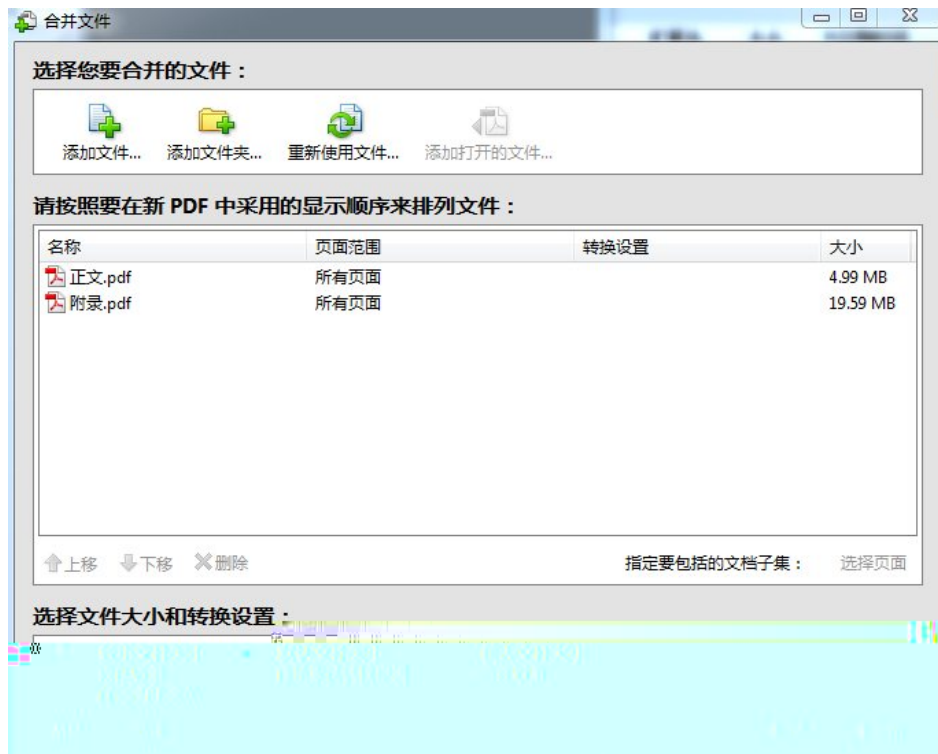 合并文件
选择您要合并的文件：
添加文件... 添加文件夹... 重新使用文件... 添加打开的文件...
请按照要在新 PDF 中采用的显示顺序来排列文件：
名称 页面范围 转换设置 大小
正文.pdf 所有页面 4.99 MB
附录.pdf 所有页面 19.59 MB
上移 下移 删除 指定要包括的文档子集： 选择页面
选择文件大小和转换设置：